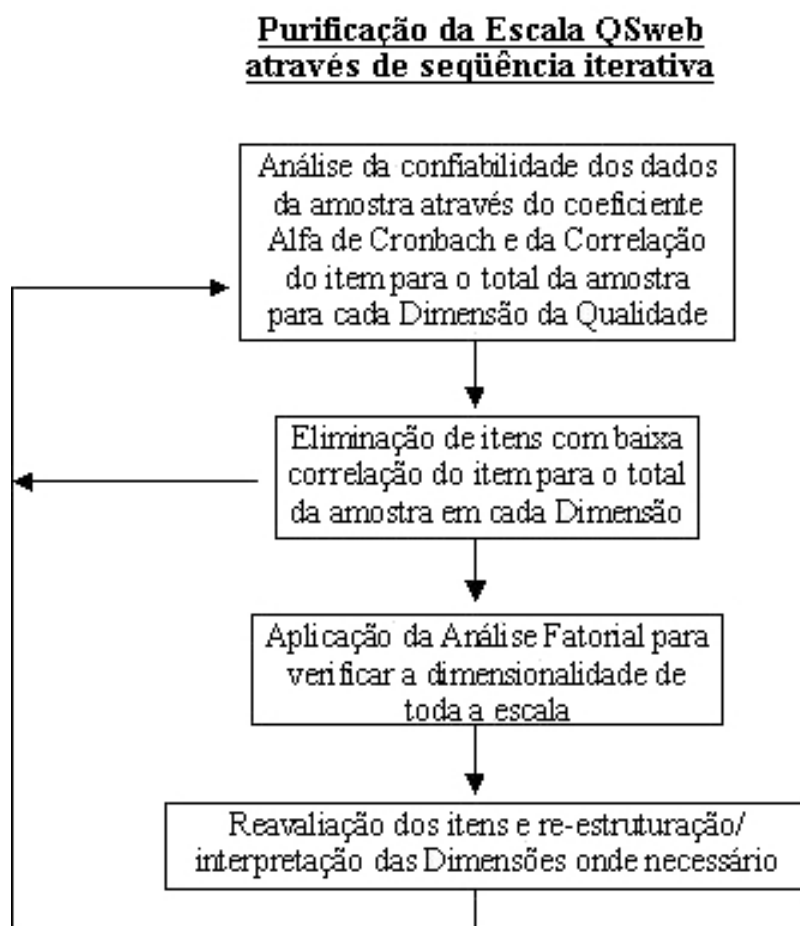 Purificação da Escala QSweb
através de seqüência iterativa
Análise da confiabilidade dos dados
da amostra através do coeficiente
Alfa de Cronbach e da Correlação
do item para o total da amostra
para cada Dimensão da Qualidade
Eliminação de itens com baixa
correlação do item para o total
da amostra em cada Dimensão
Aplicação da Análise Fatorial para
verificar a dimensionalidade de
toda a escala
Reavaliação dos itens e re-estruturação/
interpretação das Dimensões onde necessário